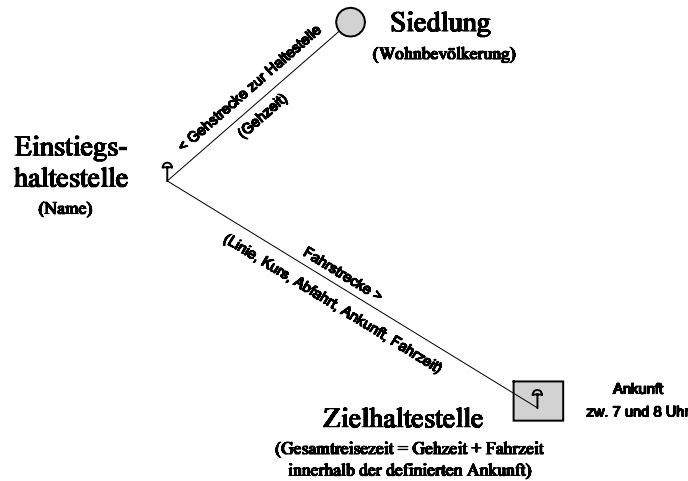 Siedlung
(Wohnbevölkerung)
< Gehstrecke zur Haltestelle
(Gehzeit)
Einstiegs-
haltestelle
(Name)
Fahrstrecke >
(Linie, Kurs, Abfahrt, Ankunft, Fahrzeit)
Zielhaltestelle
(Gesamtreisezeit = Gehzeit + Fahrzeit
innerhalb der definierten Ankunft)
Ankunft
zw. 7 und 8 Uhr